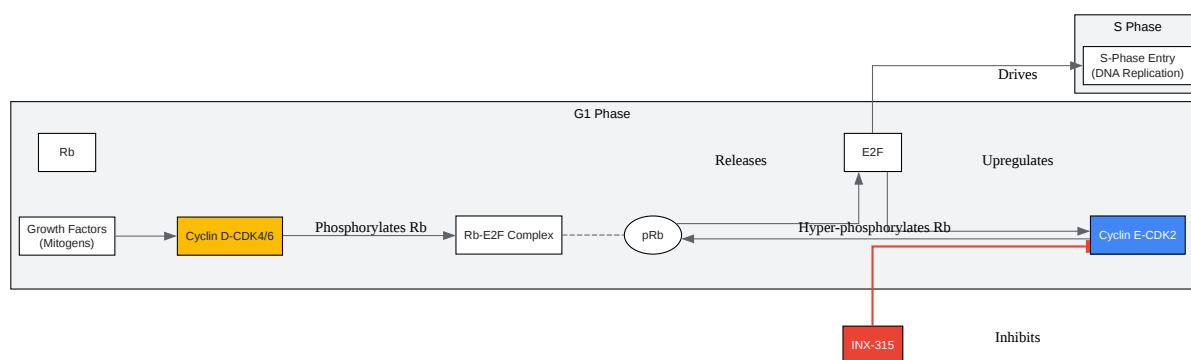 S Phase
S-Phase Entry
(DNA Replication)
Drives
G1 Phase
Rb
Releases
E2F
Upregulates
Growth Factors
(Mitogens)
Cyclin D-CDK4/6
Phosphorylates Rb
Rb-E2F Complex
pRb
Hyper-phosphorylates Rb
Cyclin E-CDK2
INX-315
Inhibits